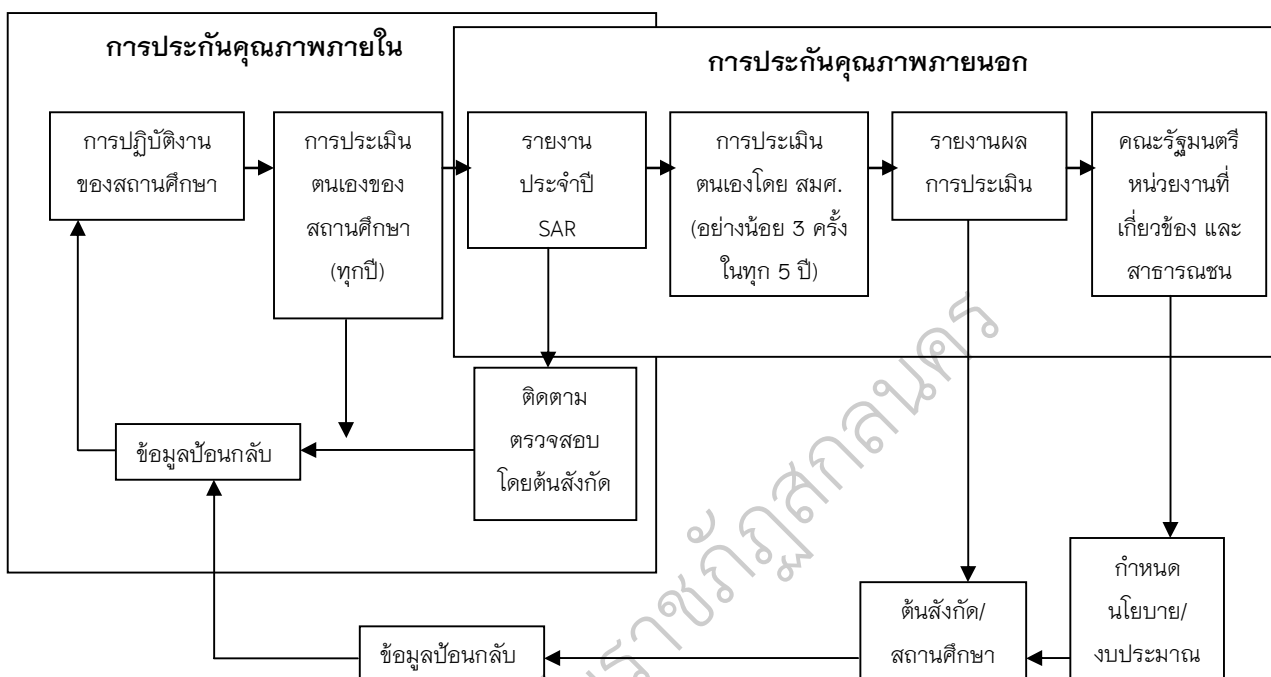 การประกันคุณภาพภายใน
การประกันคุณภาพภายนอก
การปฏิบัติงาน
ของสถานศึกษา
การประเมิน
ตนเองของ
สถานศึกษา
(ทุกปี)
รายงาน
ประจำปี
SAR
การประเมิน
ตนเองโดย สมศ.
(อย่างน้อย 3 ครั้ง
ในทุก 5 ปี)
รายงานผล
การประเมิน
คณะรัฐมนตรี
หน่วยงานที่
เกี่ยวข้อง และ
สาธารณชน
ติดตาม
ตรวจสอบ
โดยต้นสังกัด
ข้อมูลป้อนกลับ
กำหนด
นโยบาย/
งบประมาณ
ต้นสังกัด/
สถานศึกษา
ข้อมูลป้อนกลับ
ราชภัฏสกลนคร